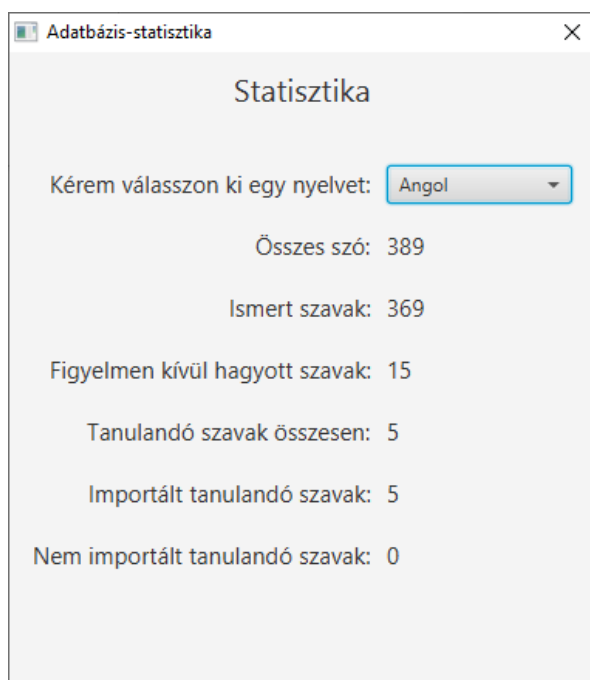 Adatbázis-statisztika
Statisztika
Kérem válasszon ki egy nyelvet: Angol
Összes szó: 389
Ismert szavak: 369
Figyelmen kívül hagyott szavak: 15
Tanulandó szavak összesen: 5
Importált tanulandó szavak: 5
Nem importált tanulandó szavak: 0